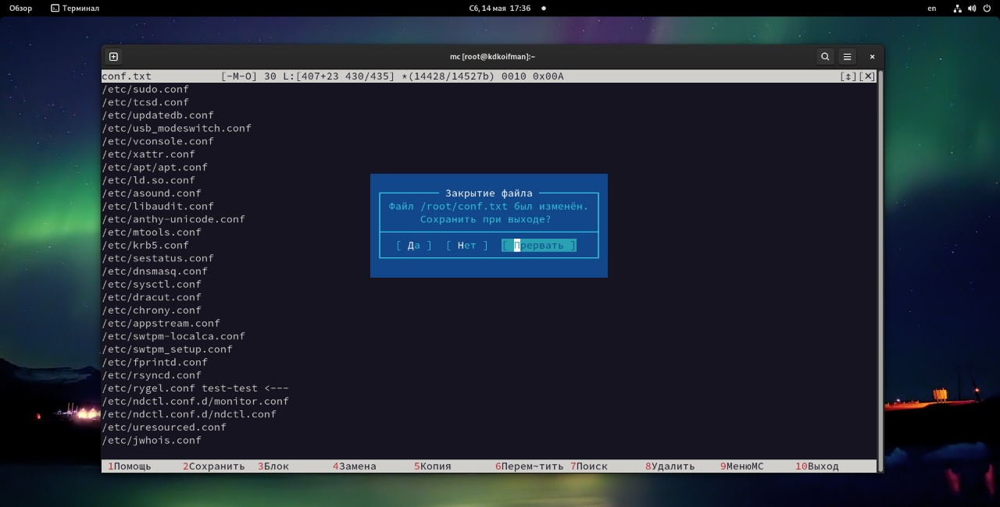 Обзор Терминал Сб, 14 мая 17:36 en
mc [root@kdkoifman]:~
conf.txt [-M-O] 30 L:[407+23 430/435] *(14428/14527b) 0010 0x00A [↕][X]
/etc/sudo.conf
/etc/tcsd.conf
/etc/updatedb.conf
/etc/usb_modeswitch.conf
/etc/vconsole.conf
/etc/xattr.conf
/etc/apt/apt.conf
/etc/ld.so.conf
/etc/asound.conf
/etc/libaudit.conf
/etc/anthy-unicode.conf
/etc/mtools.conf
/etc/krb5.conf
/etc/sestatus.conf
/etc/dnsmasq.conf
/etc/sysctl.conf
/etc/dracut.conf
/etc/chrony.conf
/etc/appstream.conf
/etc/swtpm-localca.conf
/etc/swtpm_setup.conf
/etc/fprintd.conf
/etc/rsyncd.conf
/etc/rygel.conf test-test <---
/etc/ndctl.conf.d/monitor.conf
/etc/ndctl.conf.d/ndctl.conf
/etc/uresourced.conf
/etc/jwhois.conf
Закрытие файла
Файл /root/conf.txt был изменён.
Сохранить при выходе?
[ Да ] [ Нет ] [ Прервать ]
1Помощь 2Сохранить 3Блок 4Замена 5Копия 6Перем~тить 7Поиск 8Удалить 9МенюMC 10Выход